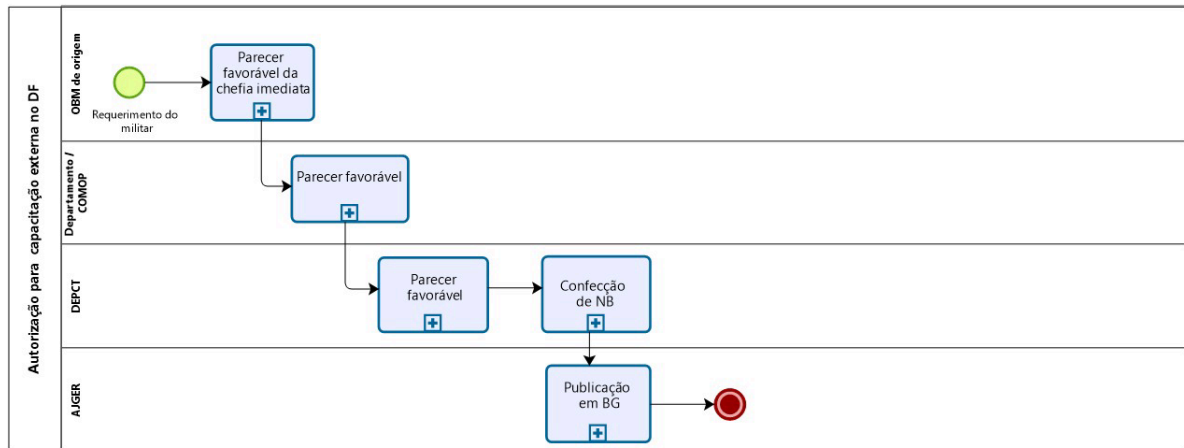 Autorização para capacitação externa no DF
OBM de origem
Requerimento do
militar
Parecer
favorável da
chefia imediata
Departamento /
COMOP
Parecer favorável
DEPCT
Parecer
favorável
Confecção
de NB
AJGER
Publicação
em BG